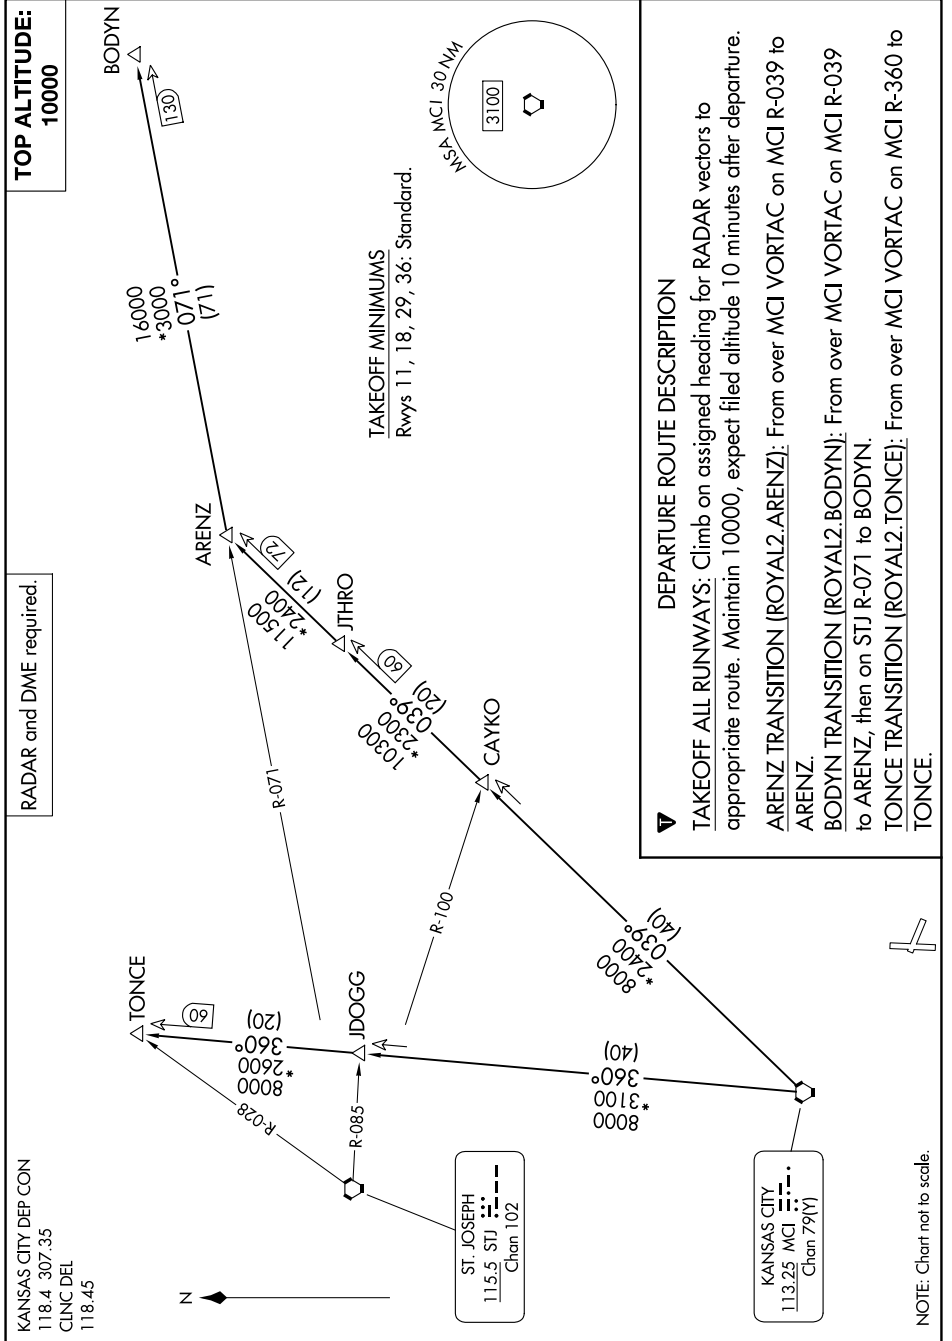 KANSAS CITY DEP CON
118.4 307.35
CLNC DEL
118.45
RADAR and DME required.
TOP ALTITUDE:
10000
BODYN
130
16000
*3000
071°
(71)
TONCE
60
ARENZ
72
(12)
*2400
11500
JTHRO
60
R-071
R-028
8000
*2600
360°
(20)
10300
*2300
039°
(20)
CAYKO
JDOGG
R-085
R-100
TAKEOFF MINIMUMS
Rwys 11, 18, 29, 36: Standard.
MSA MCI 30 NM
3100
N
ST. JOSEPH
115.5 STJ
Chan 102
8000
*3100
360°
(40)
8000
*2400
039°
(40)
KANSAS CITY
113.25 MCI
Chan 79(Y)
T
DEPARTURE ROUTE DESCRIPTION
TAKEOFF ALL RUNWAYS: Climb on assigned heading for RADAR vectors to
appropriate route. Maintain 10000, expect filed altitude 10 minutes after departure.
ARENZ TRANSITION (ROYAL2.ARENZ): From over MCI VORTAC on MCI R-039 to
ARENZ.
BODYN TRANSITION (ROYAL2.BODYN): From over MCI VORTAC on MCI R-039
to ARENZ, then on STJ R-071 to BODYN.
TONCE TRANSITION (ROYAL2.TONCE): From over MCI VORTAC on MCI R-360 to
TONCE.
NOTE: Chart not to scale.